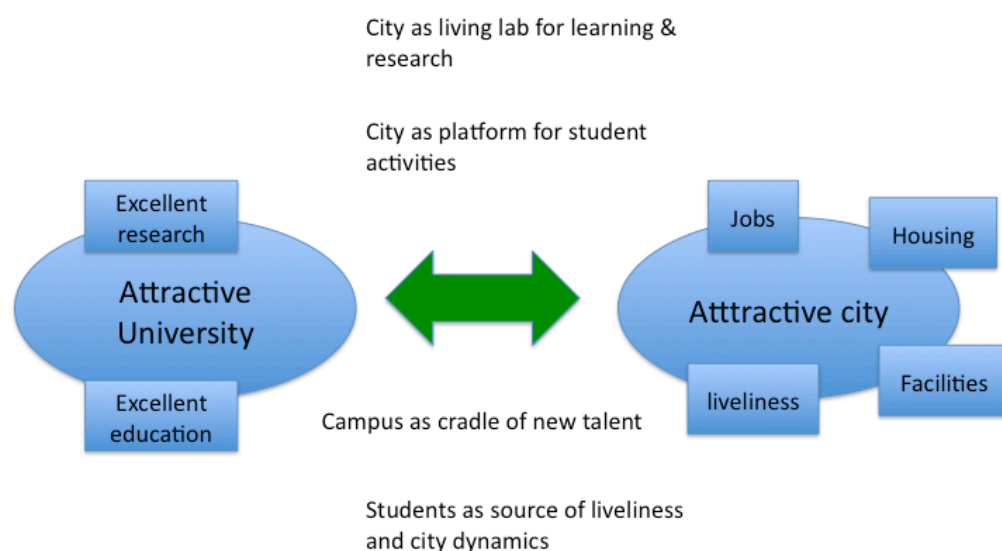 City as living lab for learning &
research
City as platform for student
activities
Excellent
research
Attractive
University
Excellent
education
Jobs
Housing
Atttractive city
liveliness
Facilities
Campus as cradle of new talent
Students as source of liveliness
and city dynamics